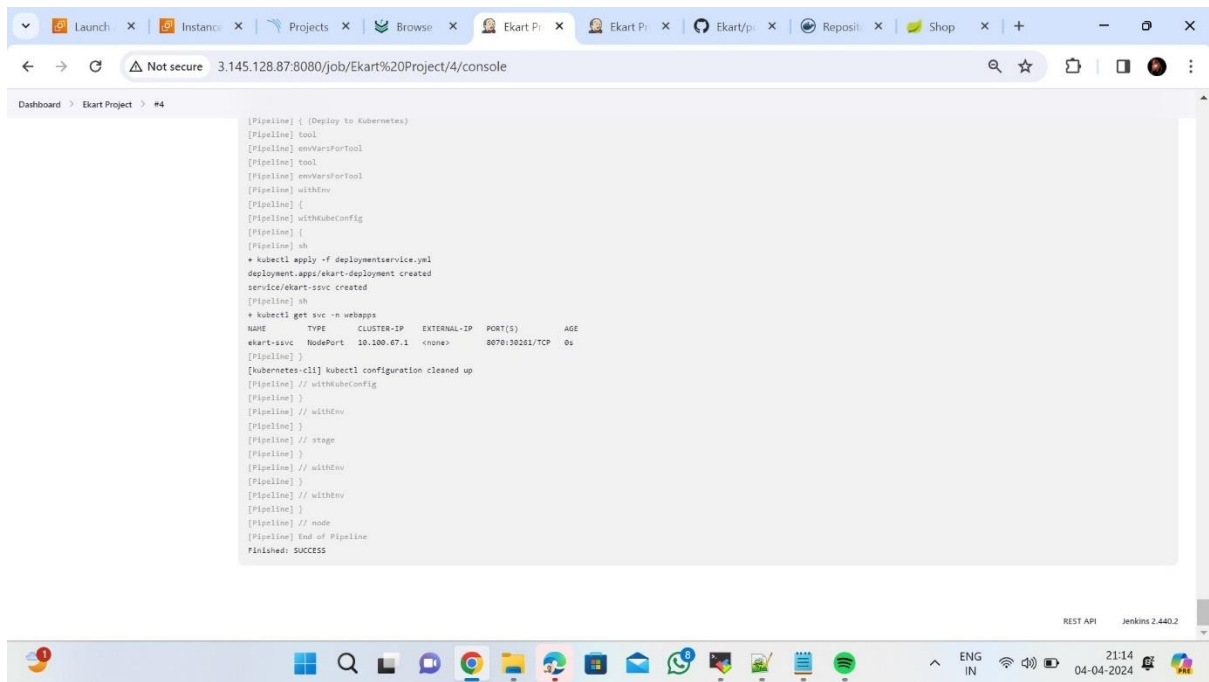 Launch
Instance
Projects
Browse
Ekart Pr
Ekart Pr
Ekart/p
Reposit
Shop
Not secure 3.145.128.87:8080/job/Ekart%20Project/4/console
Dashboard > Ekart Project > #4
[Pipeline] { (Deploy to Kubernetes)
[Pipeline] tool
[Pipeline] envVarsForTool
[Pipeline] tool
[Pipeline] envVarsForTool
[Pipeline] withEnv
[Pipeline] {
[Pipeline] withKubeConfig
[Pipeline] {
[Pipeline] sh
+ kubectl apply -f deploymentservice.yml
deployment.apps/ekart-deployment created
service/ekart-ssvc created
[Pipeline] sh
+ kubectl get svc -n webapps
NAME TYPE CLUSTER-IP EXTERNAL-IP PORT(S) AGE
ekart-ssvc NodePort 10.100.67.1 <none> 8070:30261/TCP 0s
[Pipeline] }
[kubernetes-cli] kubectl configuration cleaned up
[Pipeline] // withKubeConfig
[Pipeline] }
[Pipeline] // withEnv
[Pipeline] }
[Pipeline] // stage
[Pipeline] }
[Pipeline] // withEnv
[Pipeline] }
[Pipeline] // withEnv
[Pipeline] }
[Pipeline] // node
[Pipeline] End of Pipeline
Finished: SUCCESS
REST API Jenkins 2.440.2
1
8
ENG
IN
21:14
04-04-2024
PRE